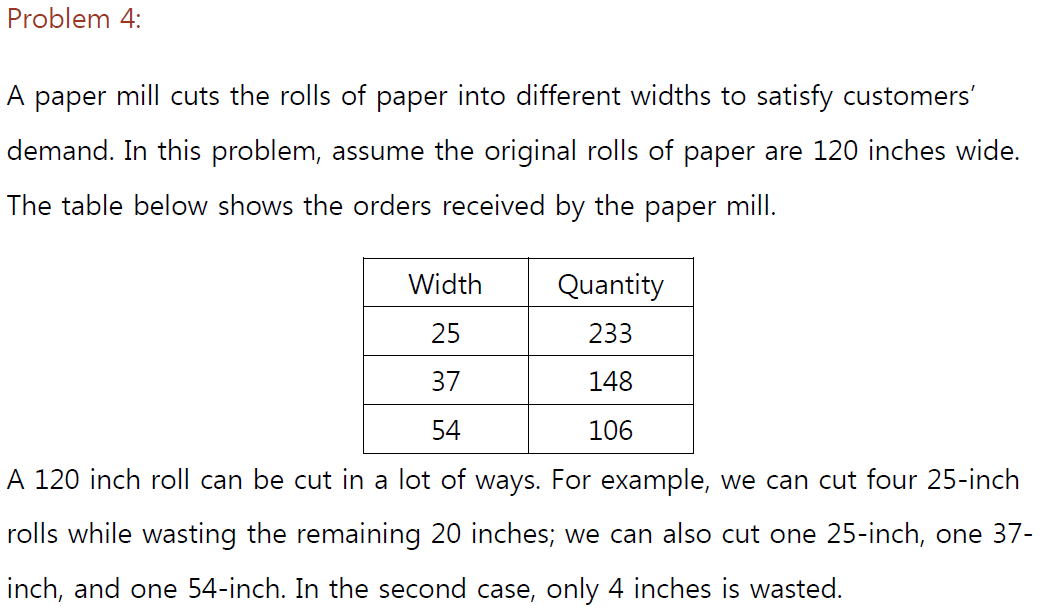 Problem 4:
A paper mill cuts the rolls of paper into different widths to satisfy customers’
demand. In this problem, assume the original rolls of paper are 120 inches wide.
The table below shows the orders received by the paper mill.
Width Quantity
25 233
37 148
54 106
A 120 inch roll can be cut in a lot of ways. For example, we can cut four 25-inch
rolls while wasting the remaining 20 inches; we can also cut one 25-inch, one 37-
inch, and one 54-inch. In the second case, only 4 inches is wasted.